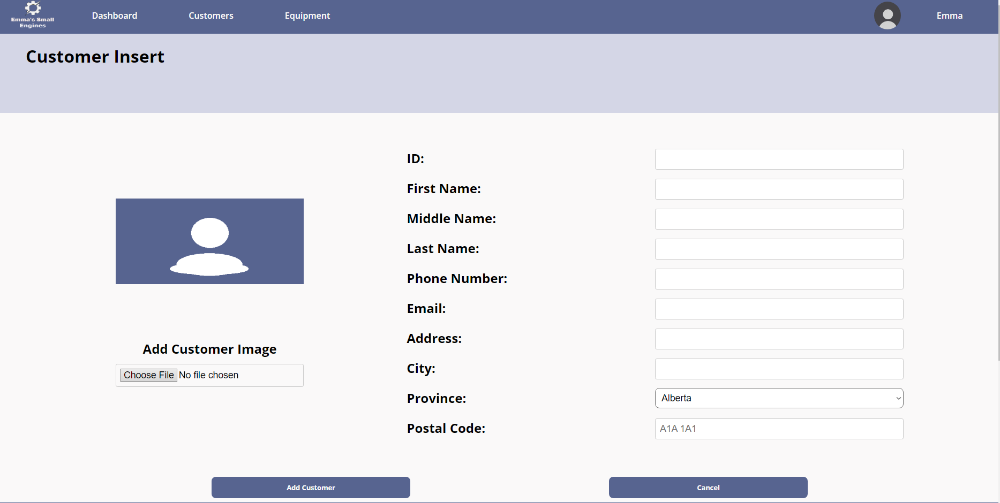 Emma's Small
Engines
Dashboard
Customers
Equipment
Emma
Customer Insert
ID:
First Name:
Middle Name:
Last Name:
Phone Number:
Email:
Address:
City:
Province:
Alberta
Postal Code:
A1A 1A1
Add Customer Image
Choose File No file chosen
Add Customer
Cancel